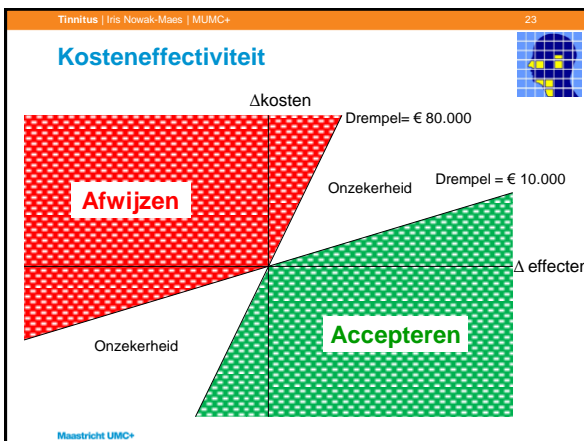 Tinnitus | Iris Nowak-Maes | MUMC+ 23
Kosteneffectiviteit
Δkosten
Drempel= € 80.000
Drempel = € 10.000
Onzekerheid
Afwijzen
Δ effecten
Onzekerheid
Accepteren
Maastricht UMC+